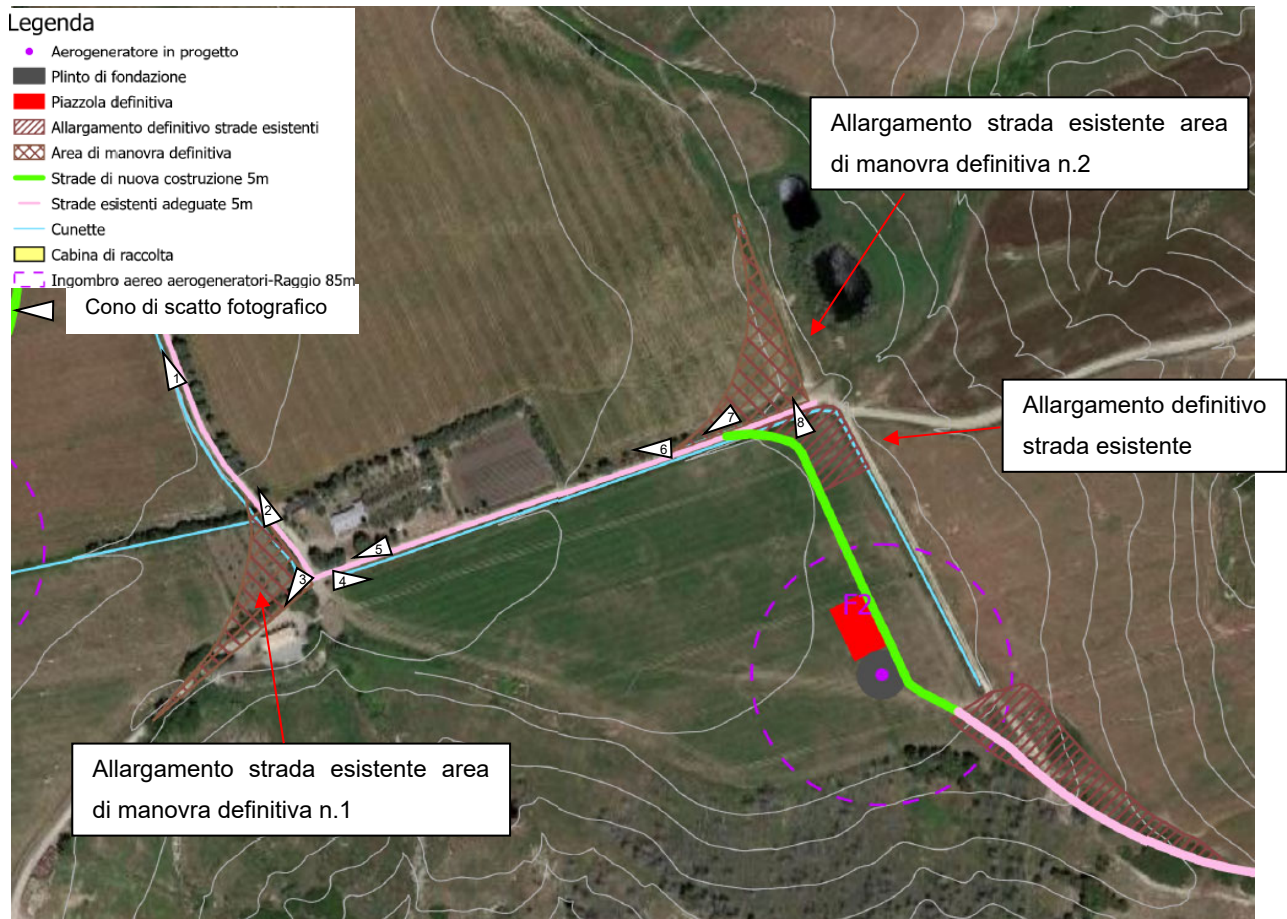 Legenda
Aerogeneratore in progetto
Plinto di fondazione
Piazzola definitiva
Allargamento definitivo strade esistenti
Area di manovra definitiva
Strade di nuova costruzione 5m
Strade esistenti adeguate 5m
Cunette
Cabina di raccolta
Ingombro aereo aerogeneratori-Raggio 85m
Cono di scatto fotografico
Allargamento strada esistente area
di manovra definitiva n.2
Allargamento definitivo
strada esistente
1
2
3
4
5
6
7
8
F2
Allargamento strada esistente area
di manovra definitiva n.1